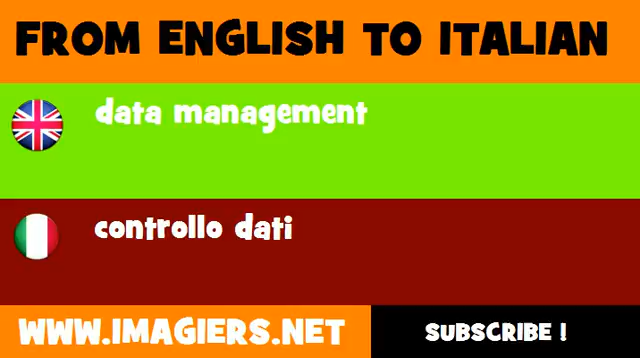 FROM ENGLISH TO ITALIAN
data management
controllo dati
WWW.IMAGIERS.NET
SUBSCRIBE !